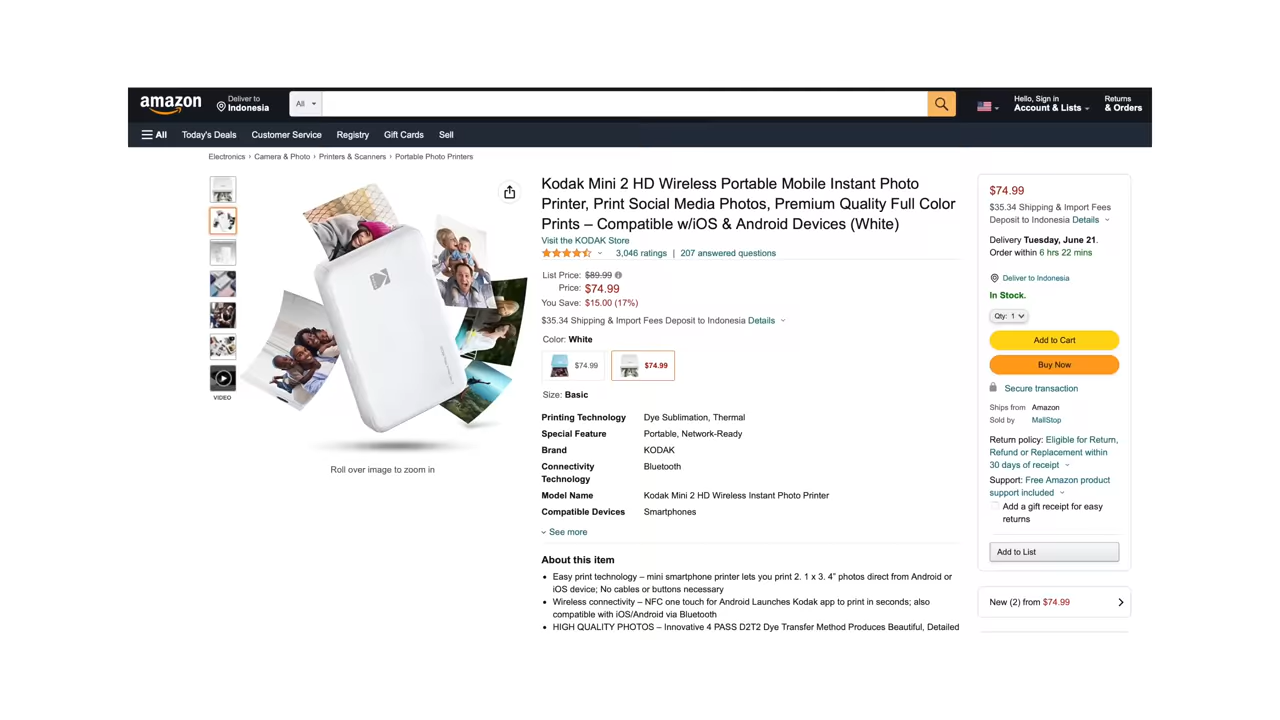 amazon
Deliver to
Indonesia
All
Hello, Sign in
Account & Lists
Returns
& Orders
All
Today's Deals
Customer Service
Registry
Gift Cards
Sell
Electronics › Camera & Photo › Printers & Scanners › Portable Photo Printers
VIDEO
Roll over image to zoom in
Kodak Mini 2 HD Wireless Portable Mobile Instant Photo
Printer, Print Social Media Photos, Premium Quality Full Color
Prints – Compatible w/iOS & Android Devices (White)
Visit the KODAK Store
3,046 ratings | 207 answered questions
List Price: $89.99
Price: $74.99
You Save: $15.00 (17%)
$35.34 Shipping & Import Fees Deposit to Indonesia Details
Color: White
$74.99
$74.99
Size: Basic
Printing Technology Dye Sublimation, Thermal
Special Feature Portable, Network-Ready
Brand KODAK
Connectivity Bluetooth
Technology
Model Name Kodak Mini 2 HD Wireless Instant Photo Printer
Compatible Devices Smartphones
See more
About this item
• Easy print technology – mini smartphone printer lets you print 2. 1 x 3. 4” photos direct from Android or
iOS device; No cables or buttons necessary
• Wireless connectivity – NFC one touch for Android Launches Kodak app to print in seconds; also
compatible with iOS/Android via Bluetooth
• HIGH QUALITY PHOTOS – Innovative 4 PASS D2T2 Dye Transfer Method Produces Beautiful, Detailed
$74.99
$35.34 Shipping & Import Fees
Deposit to Indonesia Details
Delivery Tuesday, June 21.
Order within 6 hrs 22 mins
Deliver to Indonesia
In Stock.
Qty: 1
Add to Cart
Buy Now
Secure transaction
Ships from Amazon
Sold by MallStop
Return policy: Eligible for Return,
Refund or Replacement within
30 days of receipt
Support: Free Amazon product
support included
Add a gift receipt for easy
returns
Add to List
New (2) from $74.99